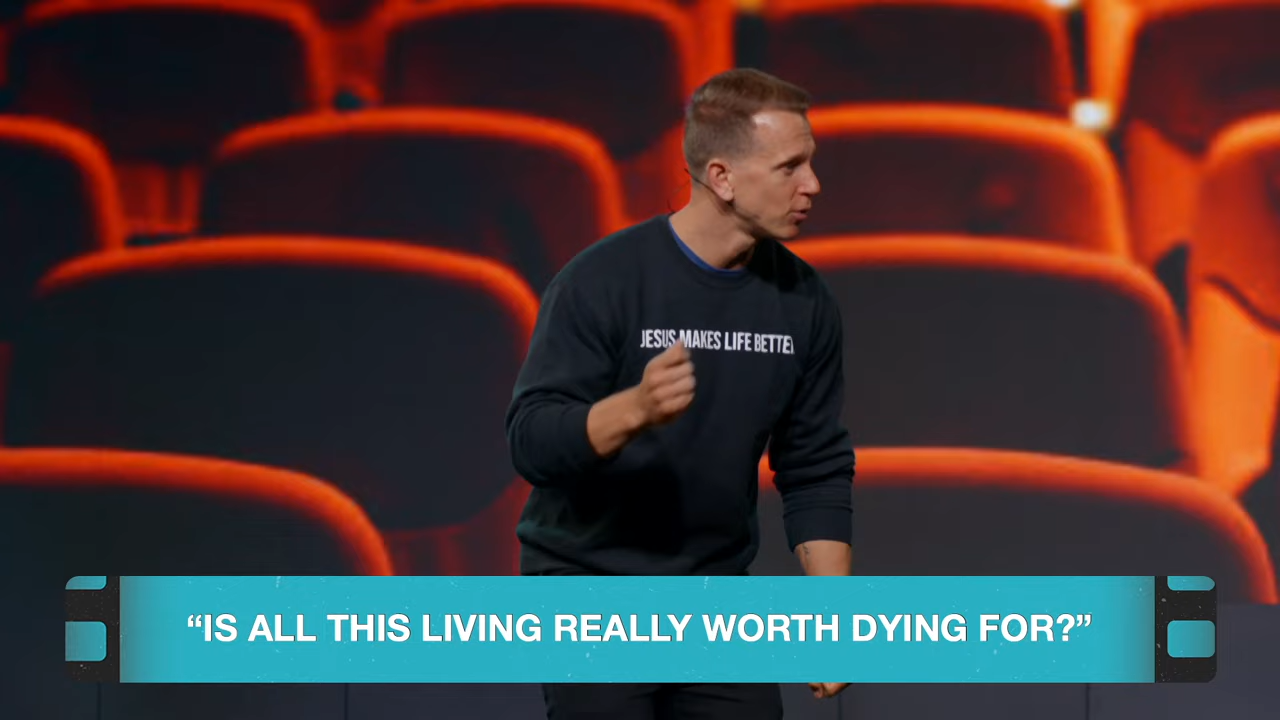 JESUS MAKES LIFE BETTER
“IS ALL THIS LIVING REALLY WORTH DYING FOR?”